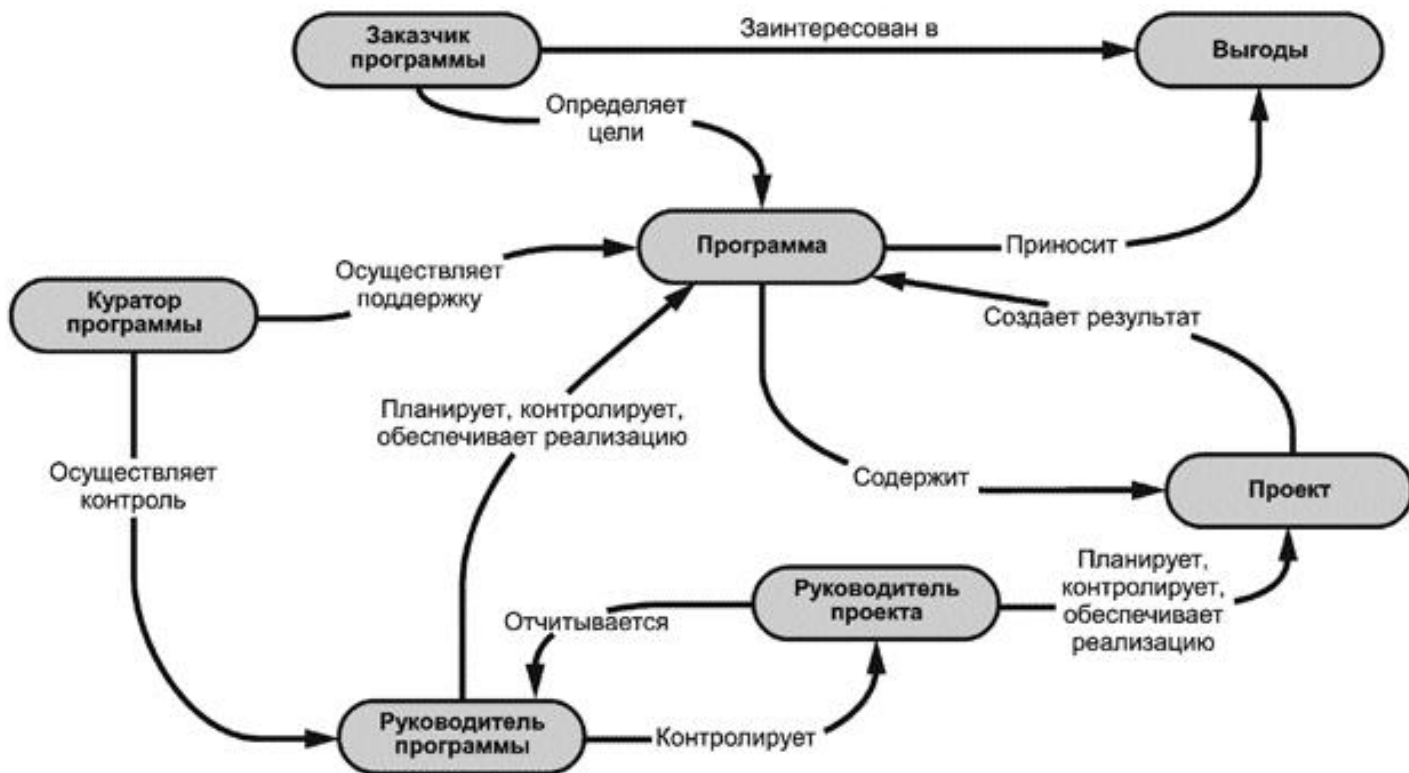 Заказчик
программы
Заинтересован в
Выгоды
Определяет
цели
Программа
Приносит
Осуществляет
поддержку
Куратор
программы
Создает результат
Планирует, контролирует,
обеспечивает реализацию
Осуществляет
контроль
Содержит
Проект
Планирует,
контролирует,
обеспечивает
реализацию
Руководитель
проекта
Отчитывается
Руководитель
программы
Контролирует